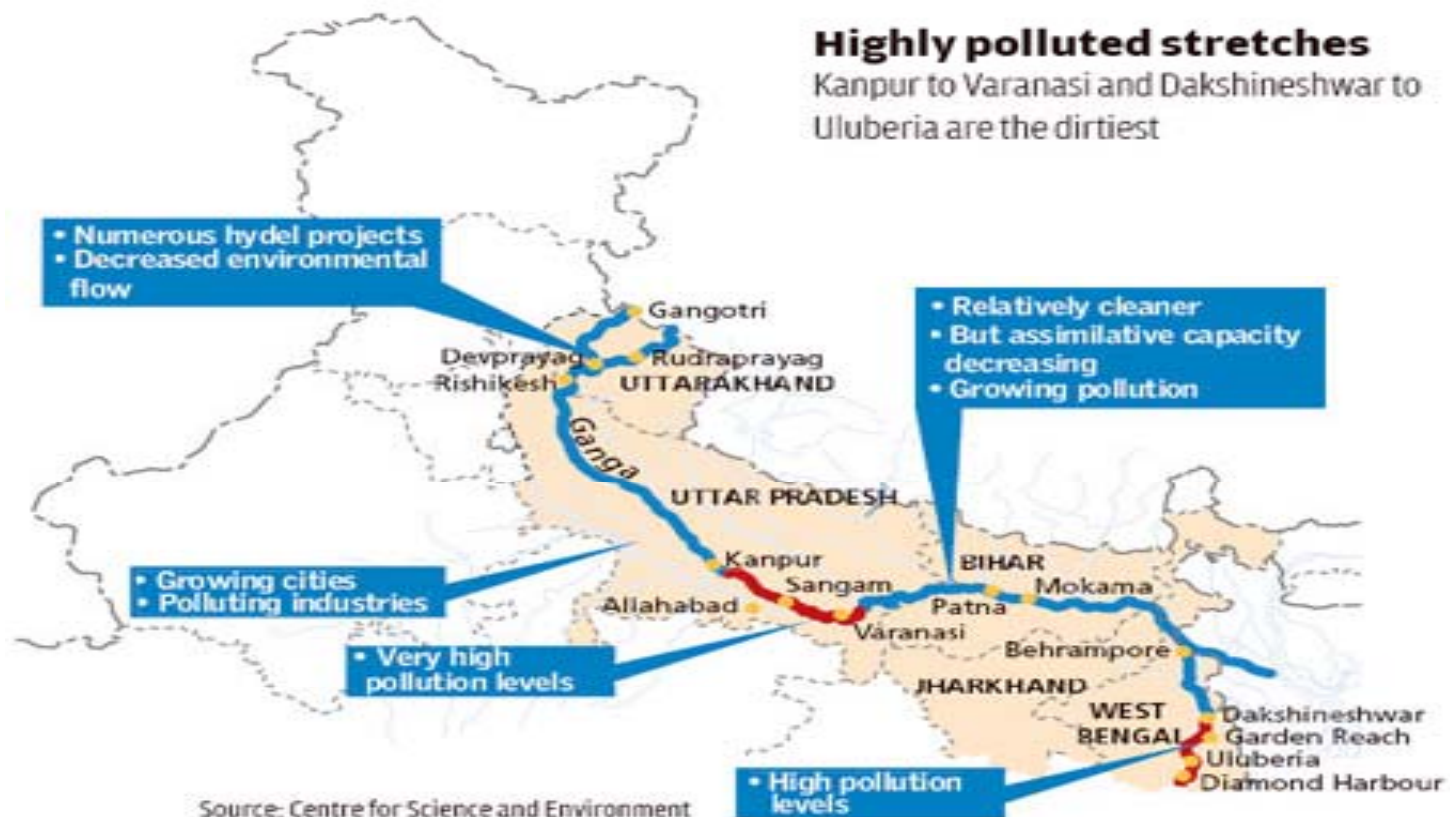 Highly polluted stretches
Kanpur to Varanasi and Dakshineshwar to
Uluberia are the dirtiest
• Numerous hydel projects
• Decreased environmental
flow
Gangotri
• Relatively cleaner
• But assimilative capacity
decreasing
• Growing pollution
Devprayag
Rudraprayag
Rishikesh
UTTARAKHAND
Ganga
UTTAR PRADESH
Kanpur
BIHAR
• Growing cities
• Polluting industries
Sangam
Mokama
Allahabad
Patna
Varanasi
• Very high
pollution levels
Behrampore
JHARKHAND
WEST
BENGAL
Dakshineshwar
Garden Reach
Uluberia
Diamond Harbour
• High pollution
levels
Source: Centre for Science and Environment